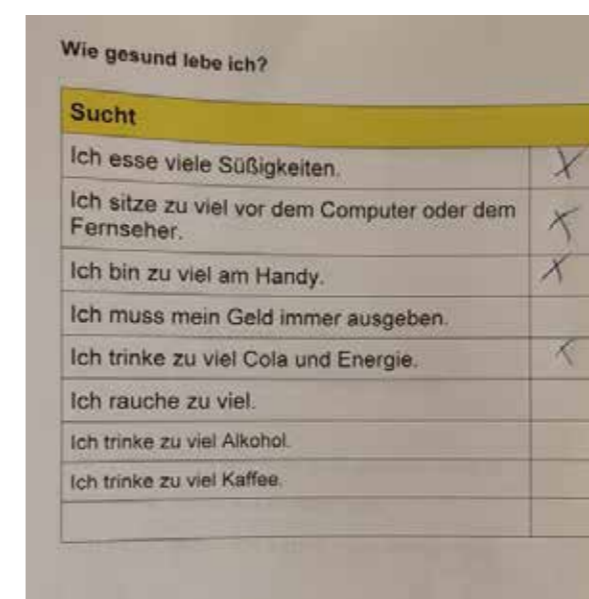 Wie gesund lebe ich?
Sucht
Ich esse viele Süßigkeiten. X
Ich sitze zu viel vor dem Computer oder dem
Fernseher. X
Ich bin zu viel am Handy. X
Ich muss mein Geld immer ausgeben.
Ich trinke zu viel Cola und Energie. X
Ich rauche zu viel.
Ich trinke zu viel Alkohol.
Ich trinke zu viel Kaffee.